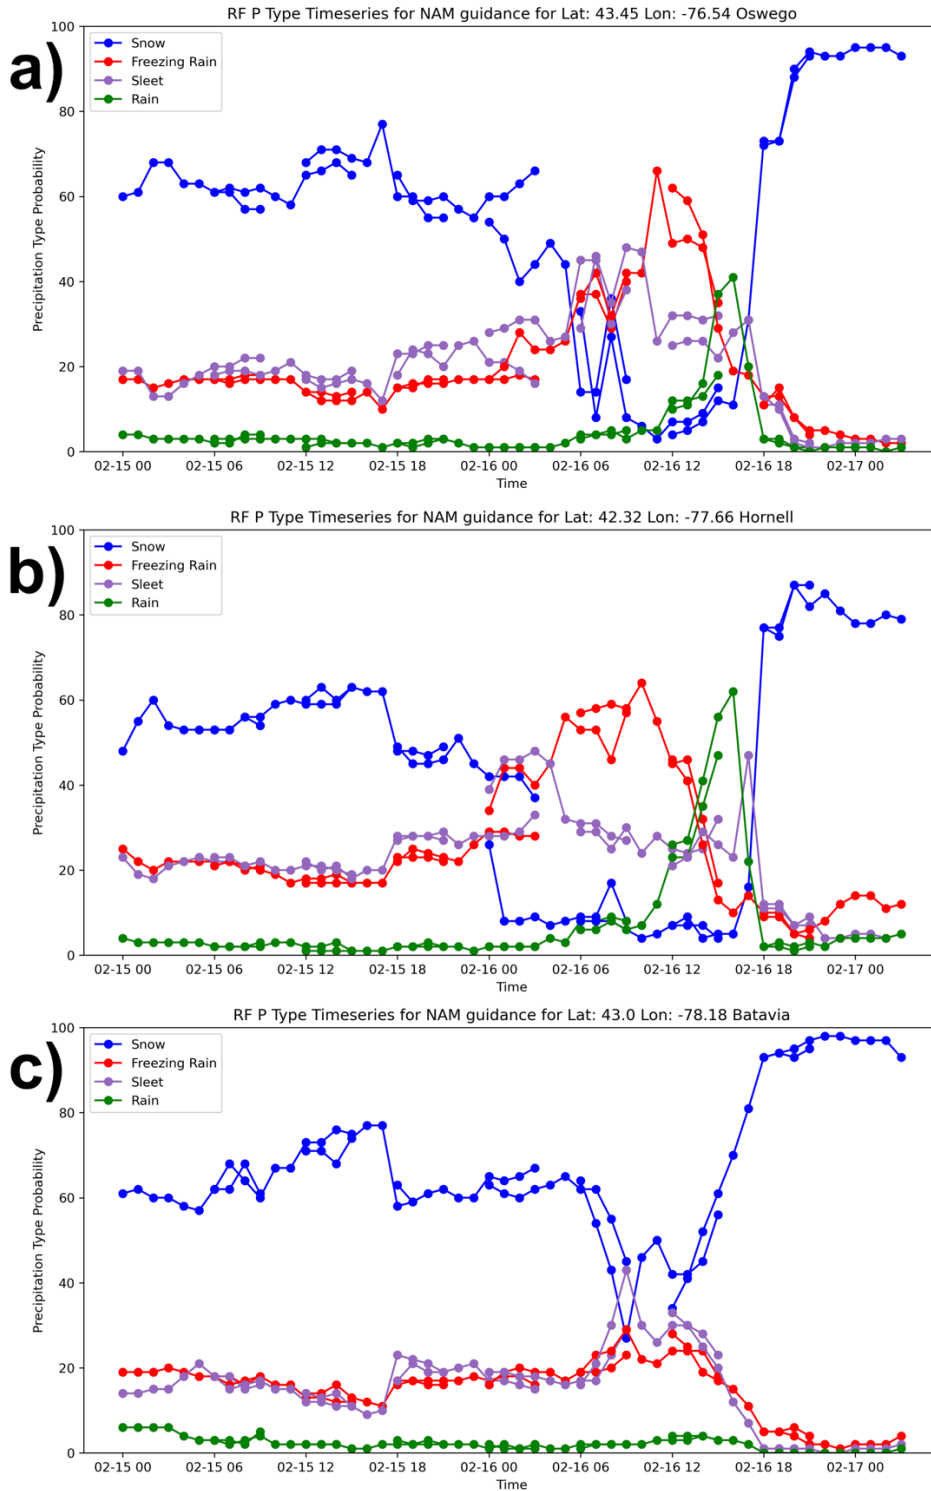 a)
RF P Type Timeseries for NAM guidance for Lat: 43.45 Lon: -76.54 Oswego
Precipitation Type Probability
100
80
60
40
20
0
Snow
Freezing Rain
Sleet
Rain
02-15 00 02-15 06 02-15 12 02-15 18 02-16 00 02-16 06 02-16 12 02-16 18 02-17 00
Time
b)
RF P Type Timeseries for NAM guidance for Lat: 42.32 Lon: -77.66 Hornell
Precipitation Type Probability
100
80
60
40
20
0
Snow
Freezing Rain
Sleet
Rain
02-15 00 02-15 06 02-15 12 02-15 18 02-16 00 02-16 06 02-16 12 02-16 18 02-17 00
Time
c)
RF P Type Timeseries for NAM guidance for Lat: 43.0 Lon: -78.18 Batavia
Precipitation Type Probability
100
80
60
40
20
0
Snow
Freezing Rain
Sleet
Rain
02-15 00 02-15 06 02-15 12 02-15 18 02-16 00 02-16 06 02-16 12 02-16 18 02-17 00
Time